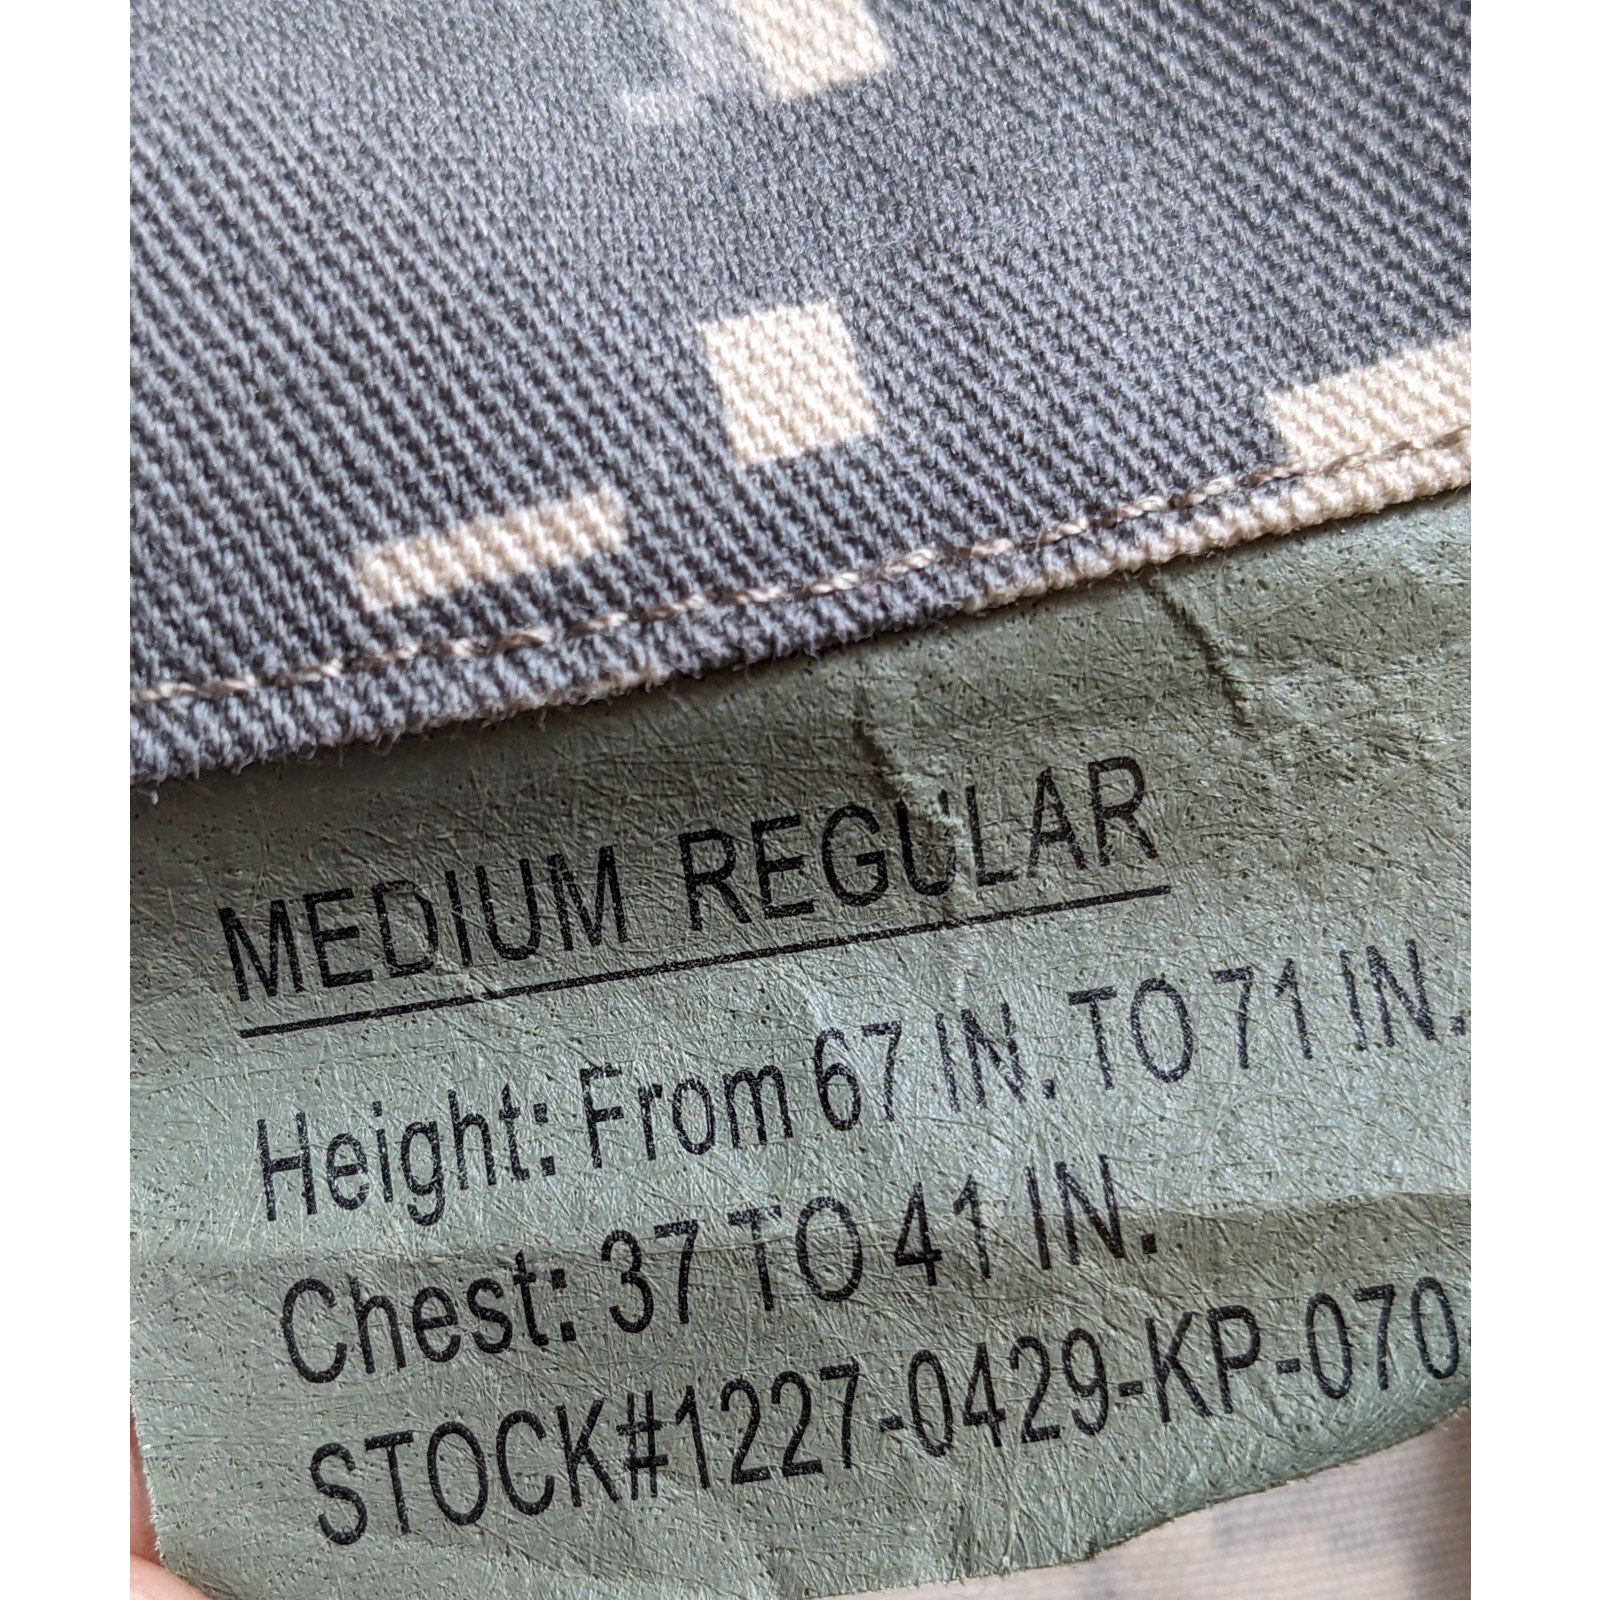 MEDIUM REGULAR
Height: From 67 IN. TO 71 IN.
Chest: 37 TO 41 IN.
STOCK#1227-0429-KP-070